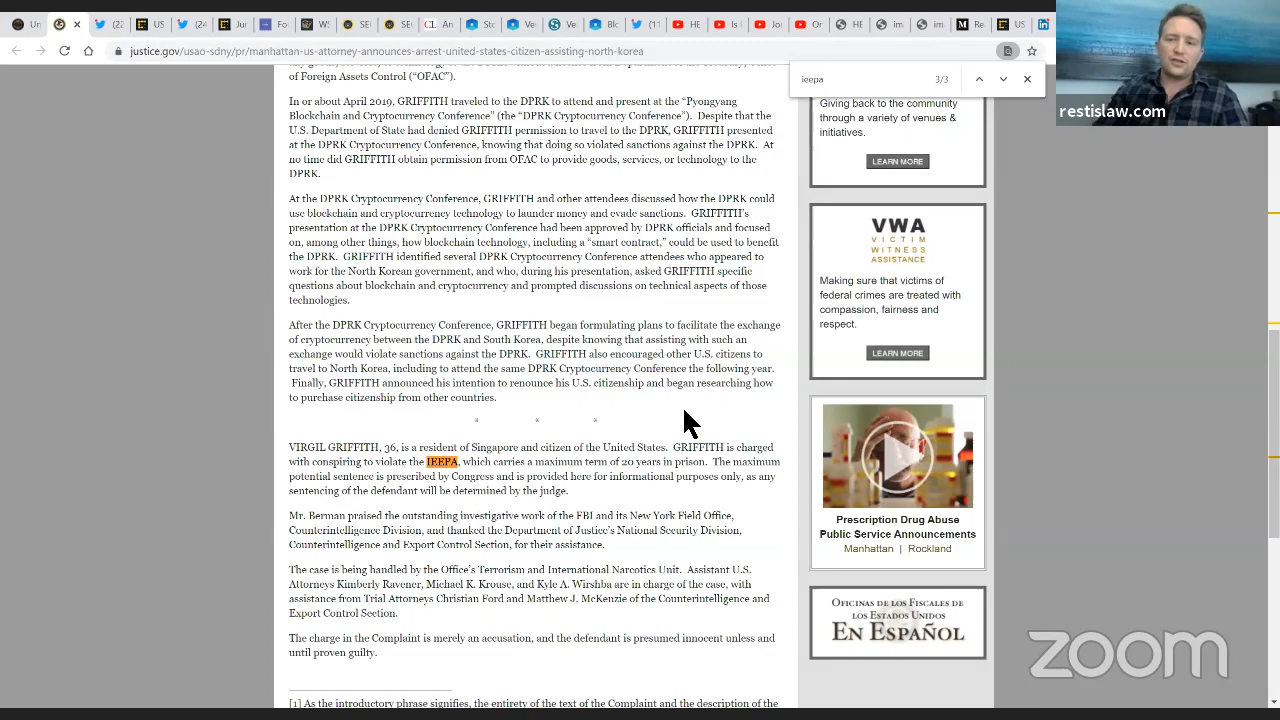 Un
(22
US
(24
Jur
Fo
W
SE
SE
CL An
St
Ve
Ve
Blo
(11
HE
Is I
Jo
Or
HE
im
im
M Re
US
justice.gov/usao-sdny/pr/manhattan-us-attorney-announces-arrest-united-states-citizen-assisting-north-korea
ieepa 3/3
restislaw.com
of Foreign Assets Control (“OFAC”).
In or about April 2019, GRIFFITH traveled to the DPRK to attend and present at the “Pyongyang
Blockchain and Cryptocurrency Conference” (the “DPRK Cryptocurrency Conference”).  Despite that the
U.S. Department of State had denied GRIFFITH permission to travel to the DPRK, GRIFFITH presented
at the DPRK Cryptocurrency Conference, knowing that doing so violated sanctions against the DPRK.  At
no time did GRIFFITH obtain permission from OFAC to provide goods, services, or technology to the
DPRK.
At the DPRK Cryptocurrency Conference, GRIFFITH and other attendees discussed how the DPRK could
use blockchain and cryptocurrency technology to launder money and evade sanctions.  GRIFFITH’s
presentation at the DPRK Cryptocurrency Conference had been approved by DPRK officials and focused
on, among other things, how blockchain technology, including a “smart contract,” could be used to benefit
the DPRK.  GRIFFITH identified several DPRK Cryptocurrency Conference attendees who appeared to
work for the North Korean government, and who, during his presentation, asked GRIFFITH specific
questions about blockchain and cryptocurrency and prompted discussions on technical aspects of those
technologies.
After the DPRK Cryptocurrency Conference, GRIFFITH began formulating plans to facilitate the exchange
of cryptocurrency between the DPRK and South Korea, despite knowing that assisting with such an
exchange would violate sanctions against the DPRK.  GRIFFITH also encouraged other U.S. citizens to
travel to North Korea, including to attend the same DPRK Cryptocurrency Conference the following year.
Finally, GRIFFITH announced his intention to renounce his U.S. citizenship and began researching how
to purchase citizenship from other countries.
* * *
VIRGIL GRIFFITH, 36, is a resident of Singapore and citizen of the United States.  GRIFFITH is charged
with conspiring to violate the IEEPA, which carries a maximum term of 20 years in prison.  The maximum
potential sentence is prescribed by Congress and is provided here for informational purposes only, as any
sentencing of the defendant will be determined by the judge.
Mr. Berman praised the outstanding investigative work of the FBI and its New York Field Office,
Counterintelligence Division, and thanked the Department of Justice’s National Security Division,
Counterintelligence and Export Control Section, for their assistance.
The case is being handled by the Office’s Terrorism and International Narcotics Unit.  Assistant U.S.
Attorneys Kimberly Ravener, Michael K. Krouse, and Kyle A. Wirshba are in charge of the case, with
assistance from Trial Attorneys Christian Ford and Matthew J. McKenzie of the Counterintelligence and
Export Control Section.
The charge in the Complaint is merely an accusation, and the defendant is presumed innocent unless and
until proven guilty.
[1] As the introductory phrase signifies, the entirety of the text of the Complaint and the description of the
Giving back to the community
through a variety of venues &
initiatives.
LEARN MORE
VWA
VICTIM
WITNESS
ASSISTANCE
Making sure that victims of
federal crimes are treated with
compassion, fairness and
respect.
LEARN MORE
Prescription Drug Abuse
Public Service Announcements
Manhattan | Rockland
OFICINAS DE LOS FISCALES DE
LOS ESTADOS UNIDOS
EN ESPAÑOL
zoom